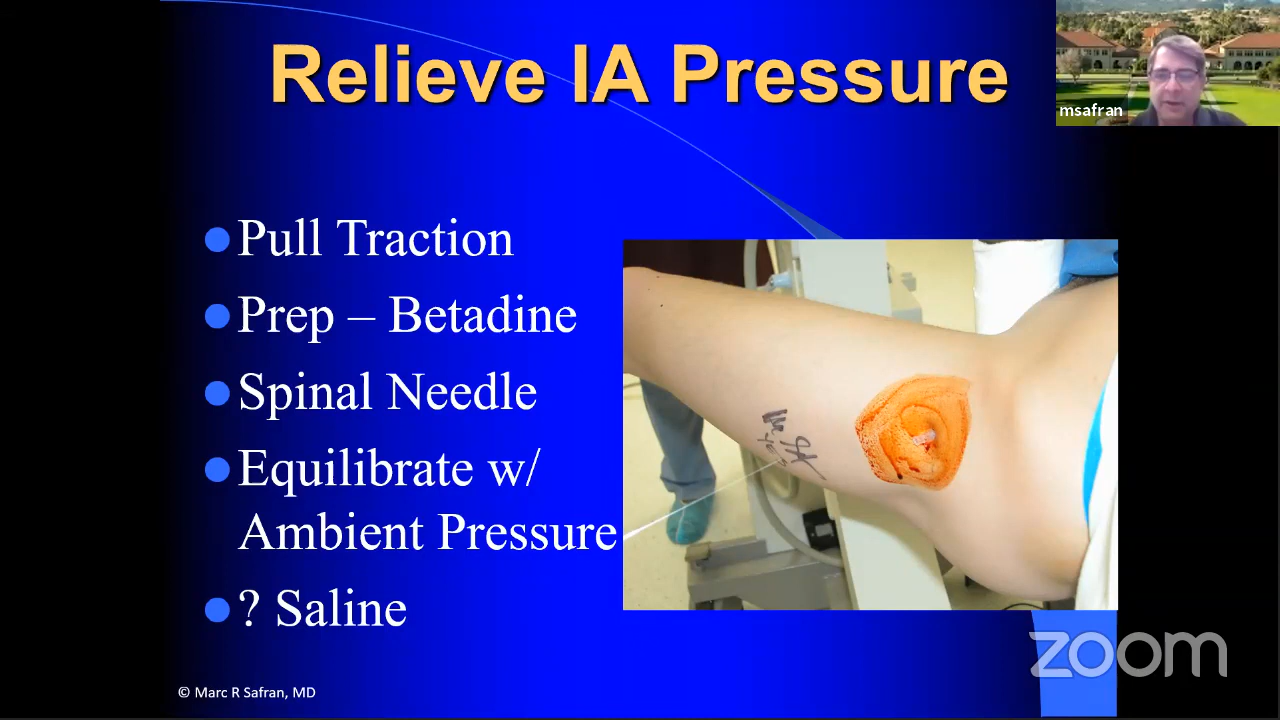 Relieve IA Pressure
msafran
Pull Traction
Prep – Betadine
Spinal Needle
Equilibrate w/
Ambient Pressure
? Saline
© Marc R Safran, MD
zoom